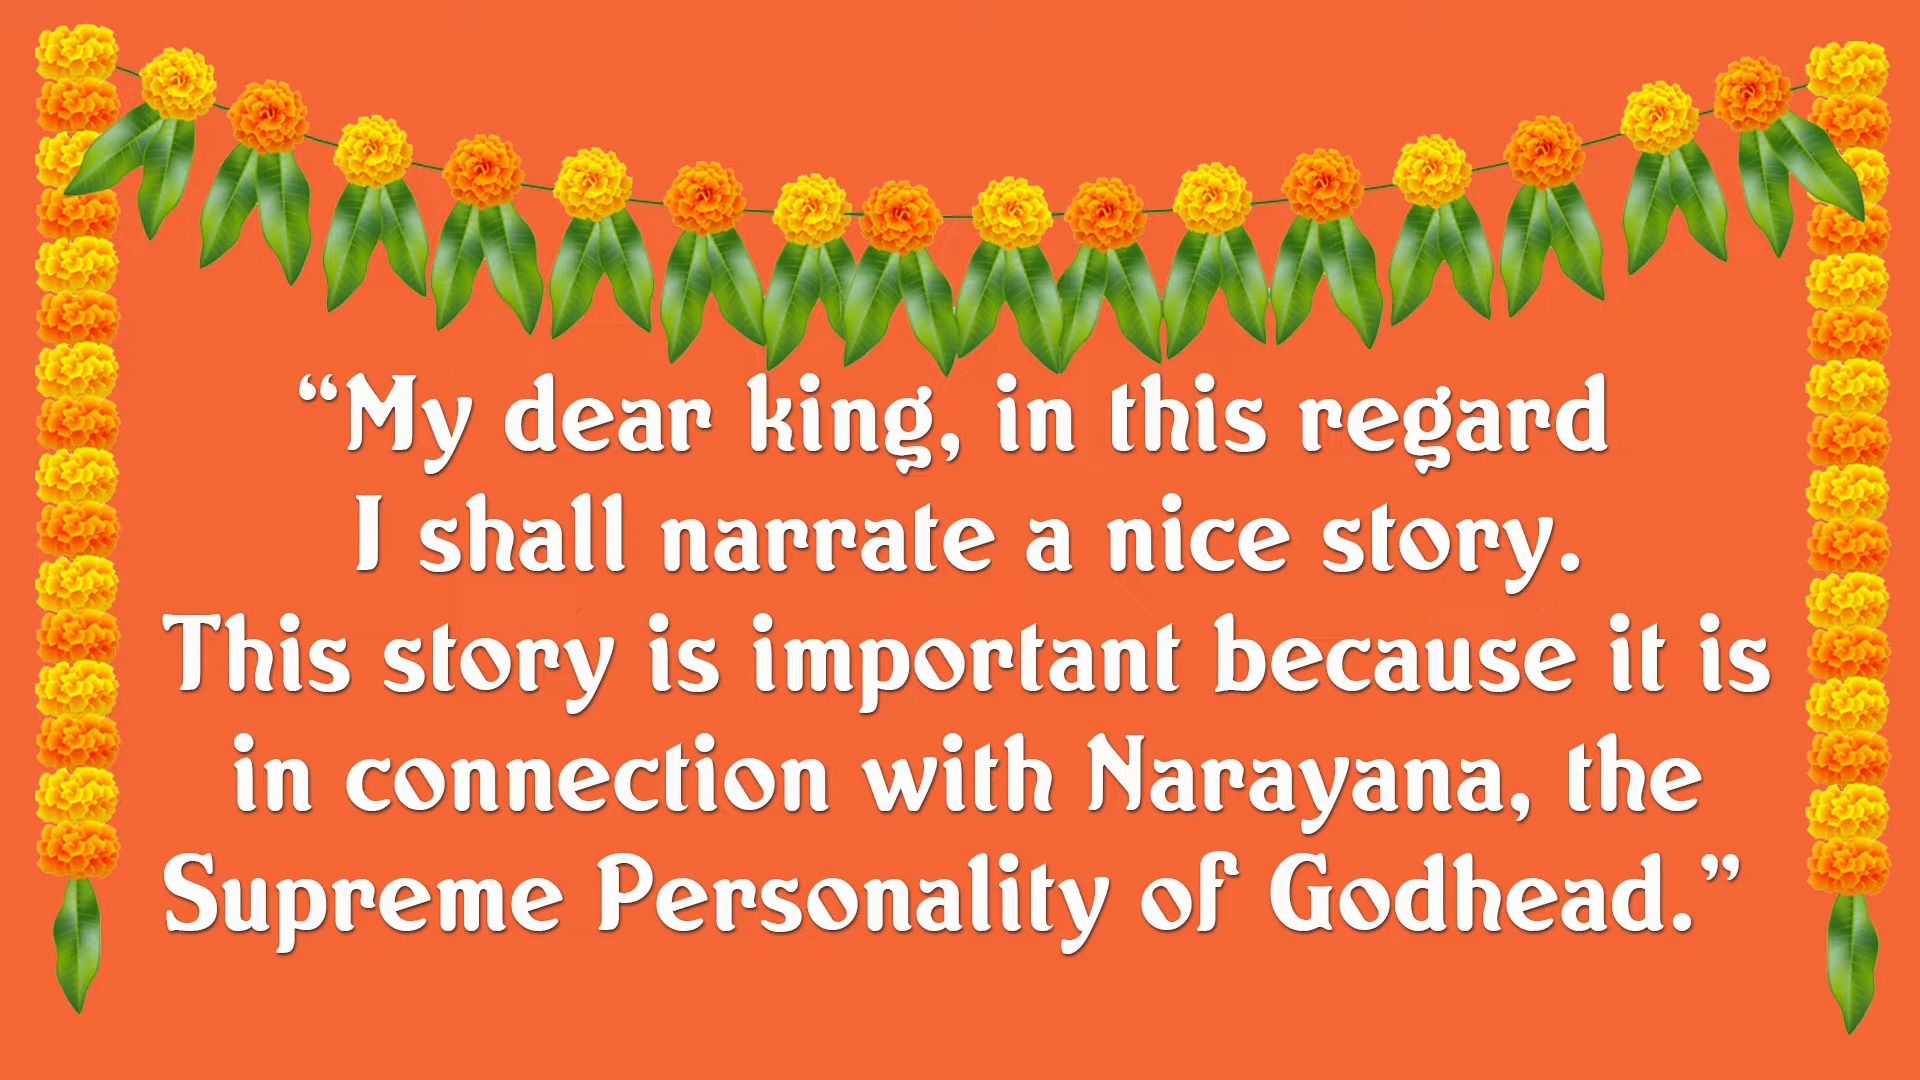 “My dear king, in this regard
I shall narrate a nice story.
This story is important because it is
in connection with Narayana, the
Supreme Personality of Godhead.”